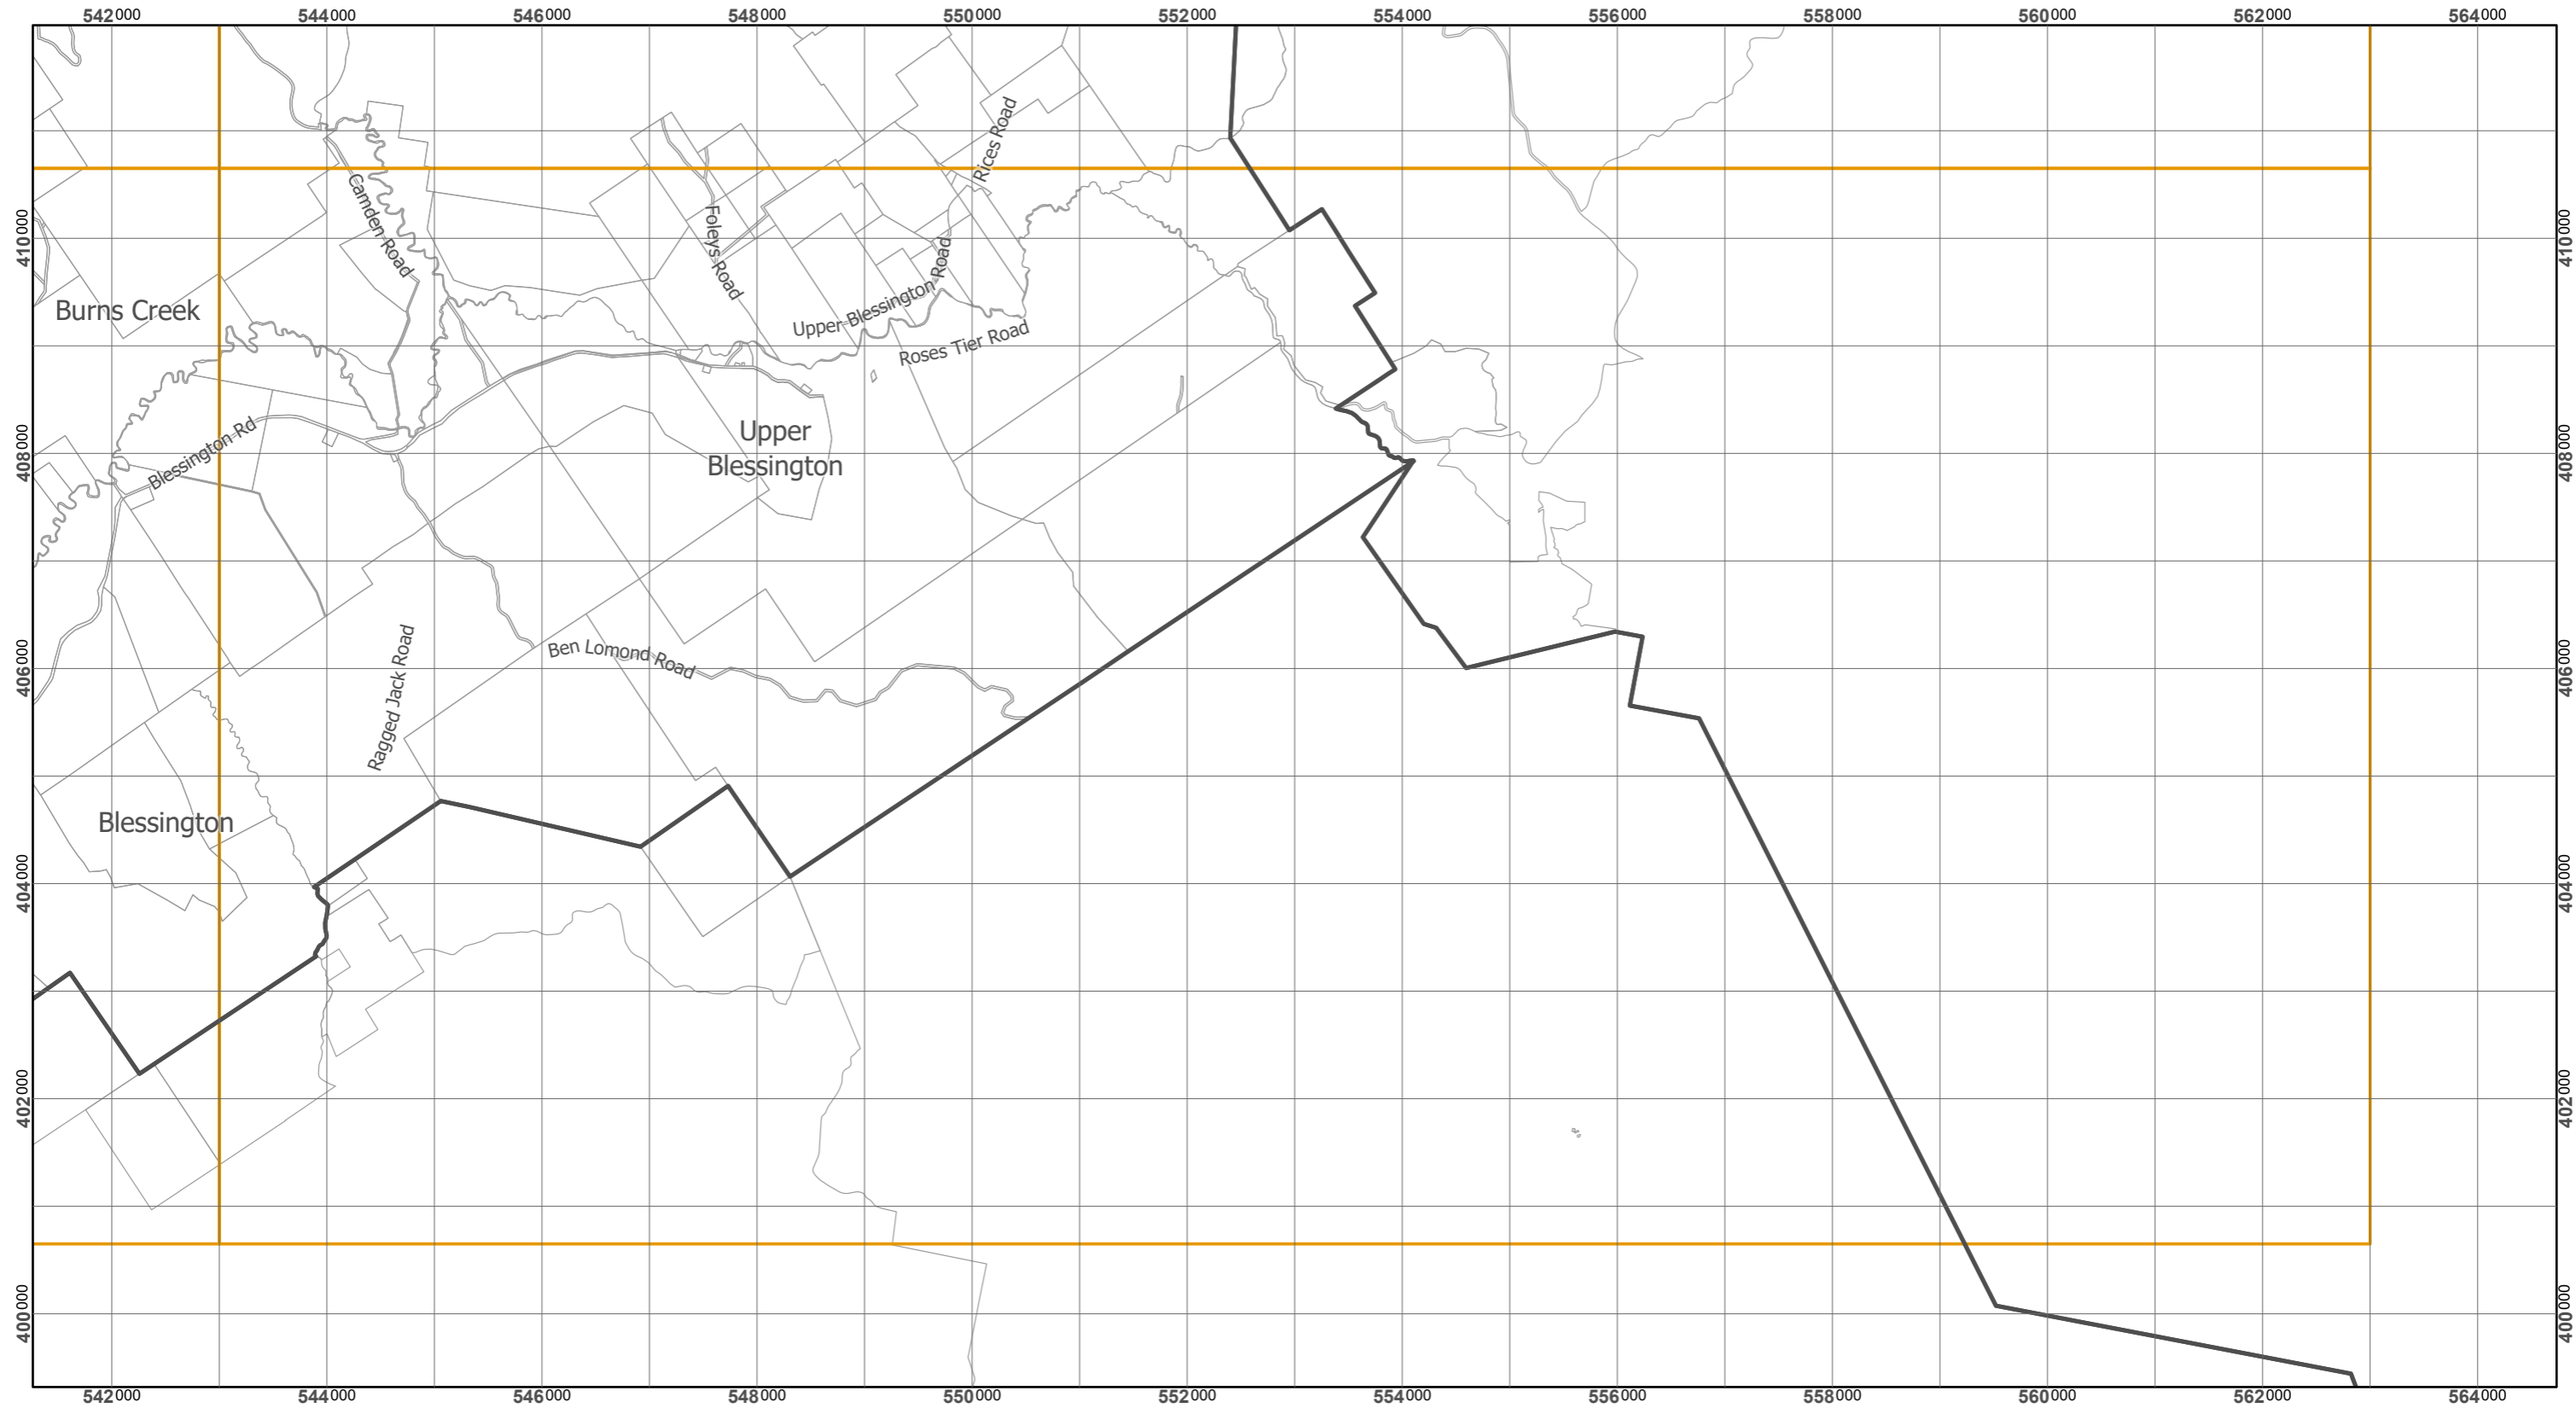 542000 544000 546000 548000 550000 552000 554000 556000 558000 560000 562000 564000
Rices Road
Camden Road
Foleys Road
410000
410000
Burns Creek
Upper Blessington Road
Roses Tier Road
Blessington Rd
Upper
Blessington
408000
408000
Ragged Jack Road
Ben Lomond Road
406000
406000
Blessington
404000
404000
402000
402000
400000
400000
542000 544000 546000 548000 550000 552000 554000 556000 558000 560000 562000 564000